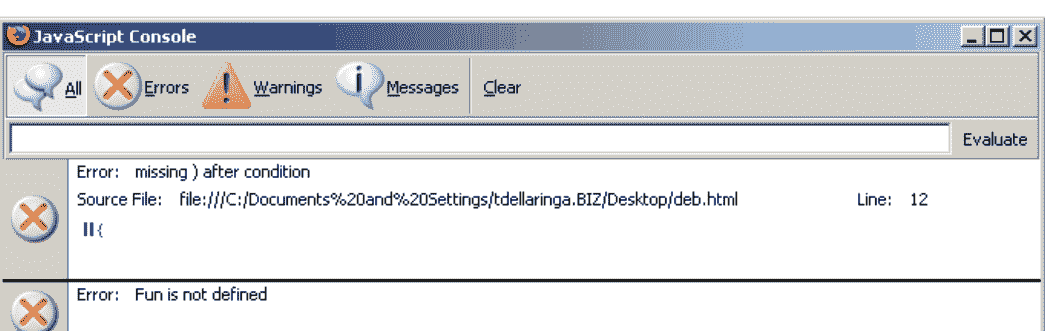 JavaScript Console
All Errors Warnings Messages Clear
Evaluate
Error: missing ) after condition
Source File: file:///C:/Documents%20and%20Settings/tdellaringa.BIZ/Desktop/deb.html Line: 12
{
Error: Fun is not defined